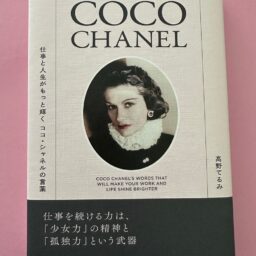 COCO
CHANEL
仕事と人生がもっと輝く ココ・シャネルの言葉
髙野てるみ
COCO CHANEL'S WORDS THAT
WILL MAKE YOUR WORK AND
LIFE SHINE BRIGHTER
仕事を続ける力は、
「少女力」の精神と
「孤独力」という武器